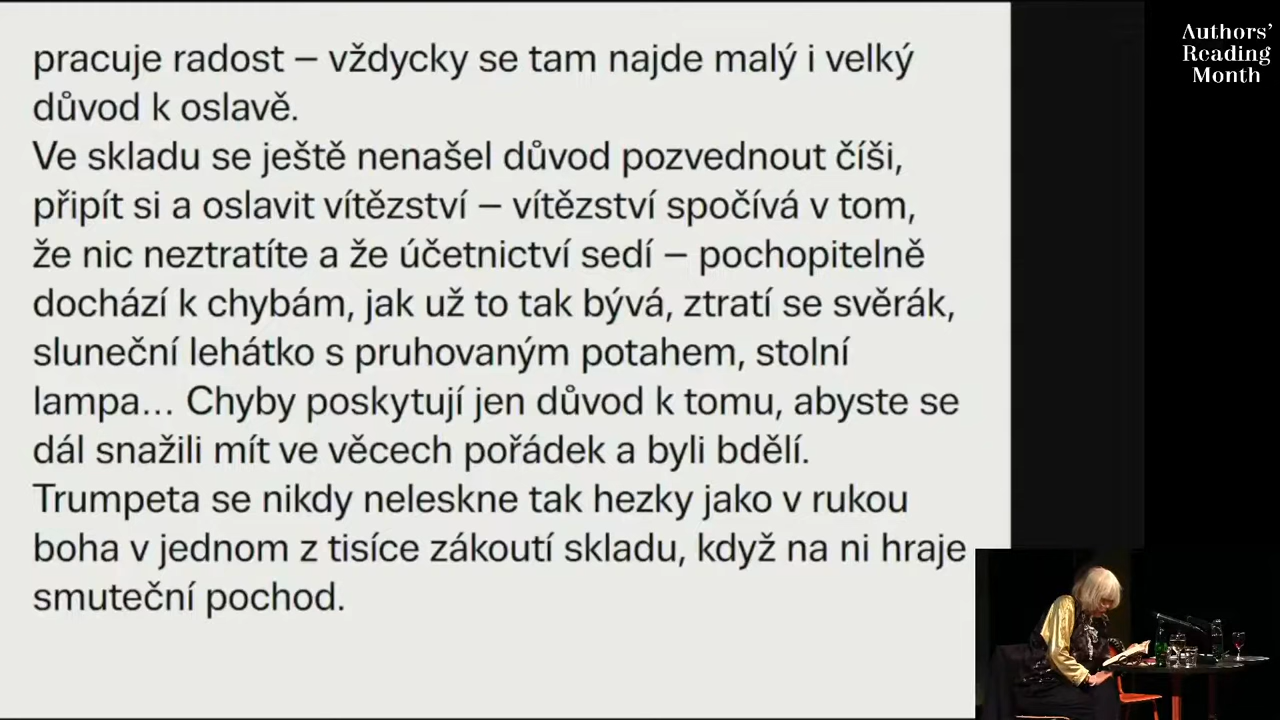 pracuje radost – vždycky se tam najde malý i velký
důvod k oslavě.
Ve skladu se ještě nenašel důvod pozvednout číši,
připít si a oslavit vítězství – vítězství spočívá v tom,
že nic neztratíte a že účetnictví sedí – pochopitelně
dochází k chybám, jak už to tak bývá, ztratí se svěrák,
sluneční lehátko s pruhovaným potahem, stolní
lampa... Chyby poskytují jen důvod k tomu, abyste se
dál snažili mít ve věcech pořádek a byli bdělí.
Trumpeta se nikdy neleskne tak hezky jako v rukou
boha v jednom z tisíce zákoutí skladu, když na ni hraje
smuteční pochod.
Authors'
Reading
Month